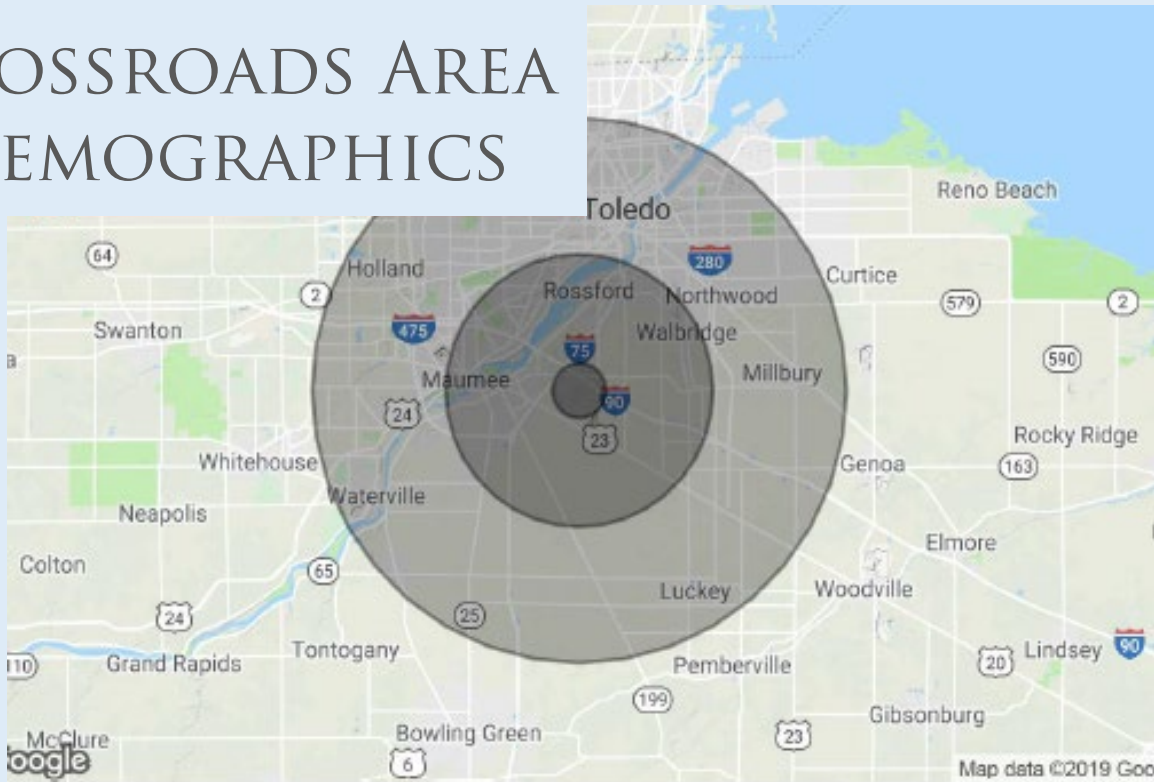 OSSROADS AREA
EMOGRAPHICS
Toledo
Reno Beach
64
Holland
280
Curtice
2
Rossford
Northwood
579
2
Swanton
475
75
Walbridge
590
a
Maumee
Millbury
24
90
23
Rocky Ridge
Whitehouse
Genoa
163
Waterville
Neapolis
Elmore
Colton
65
Luckey
Woodville
24
25
110
Grand Rapids
Tontogany
Pemberville
20
Lindsey
90
199
Gibsonburg
McClure
Bowling Green
23
oogle
6
Map data ©2019 Goo